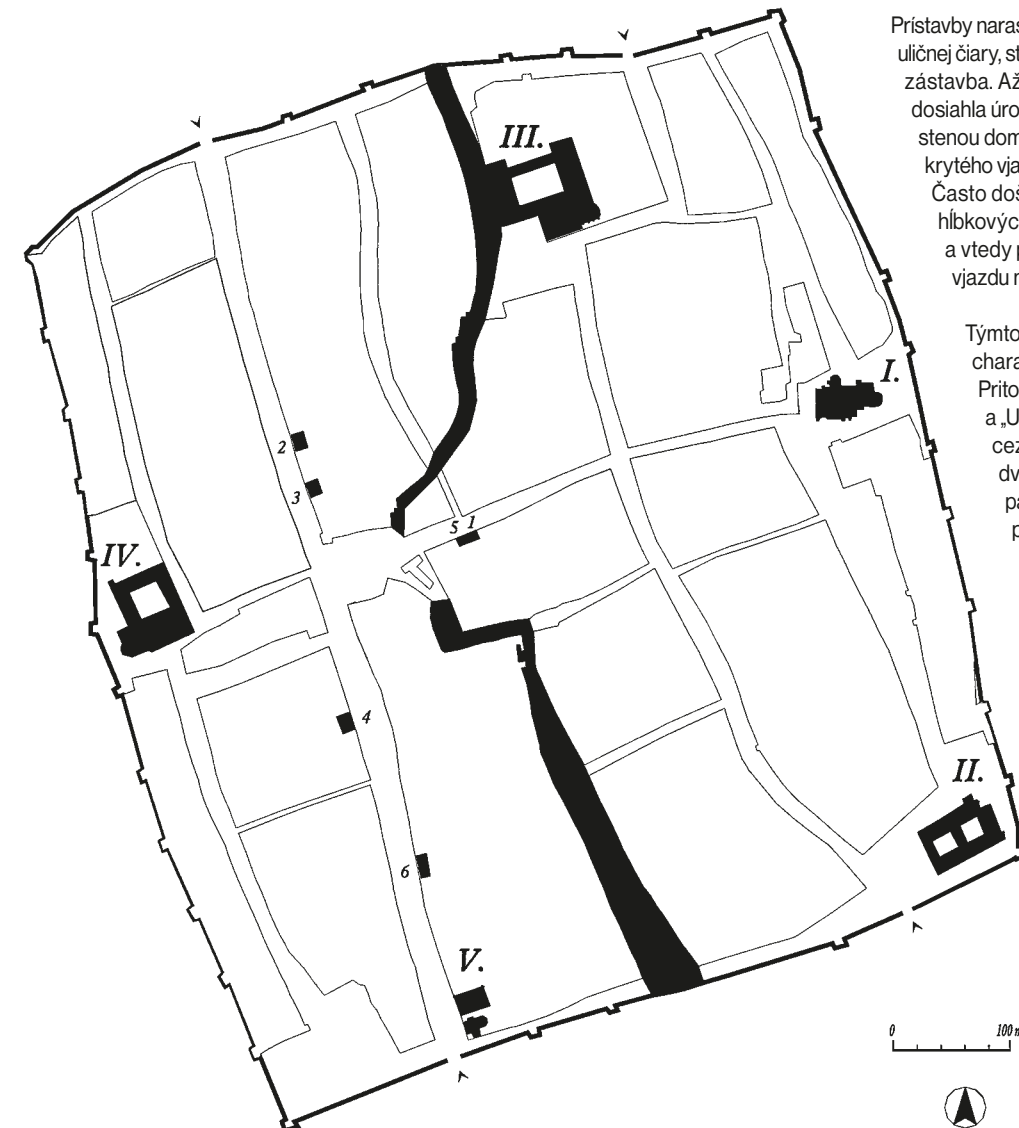 Prístavby naras
uličnej čiary, st
zástavba. Až
dosiahla úro
stenou dom
krytého vja
Často doš
hĺbkových
a vtedy p
vjazdu n
Týmto
chara
Prito
a „U
cez
dv
pa
p
III.
I.
2
3
5 1
IV.
4
II.
6
V.
0 100 m